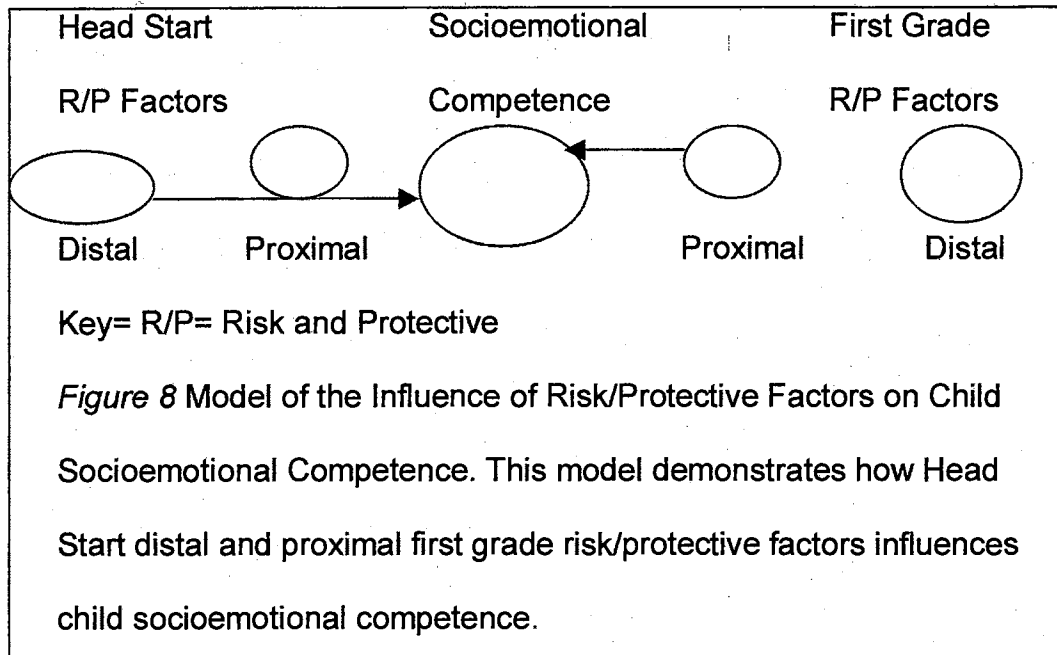 Head Start Socioemotional First Grade
R/P Factors Competence R/P Factors
Distal Proximal Proximal Distal
Key= R/P= Risk and Protective
Figure 8 Model of the Influence of Risk/Protective Factors on Child
Socioemotional Competence. This model demonstrates how Head
Start distal and proximal first grade risk/protective factors influences
child socioemotional competence.